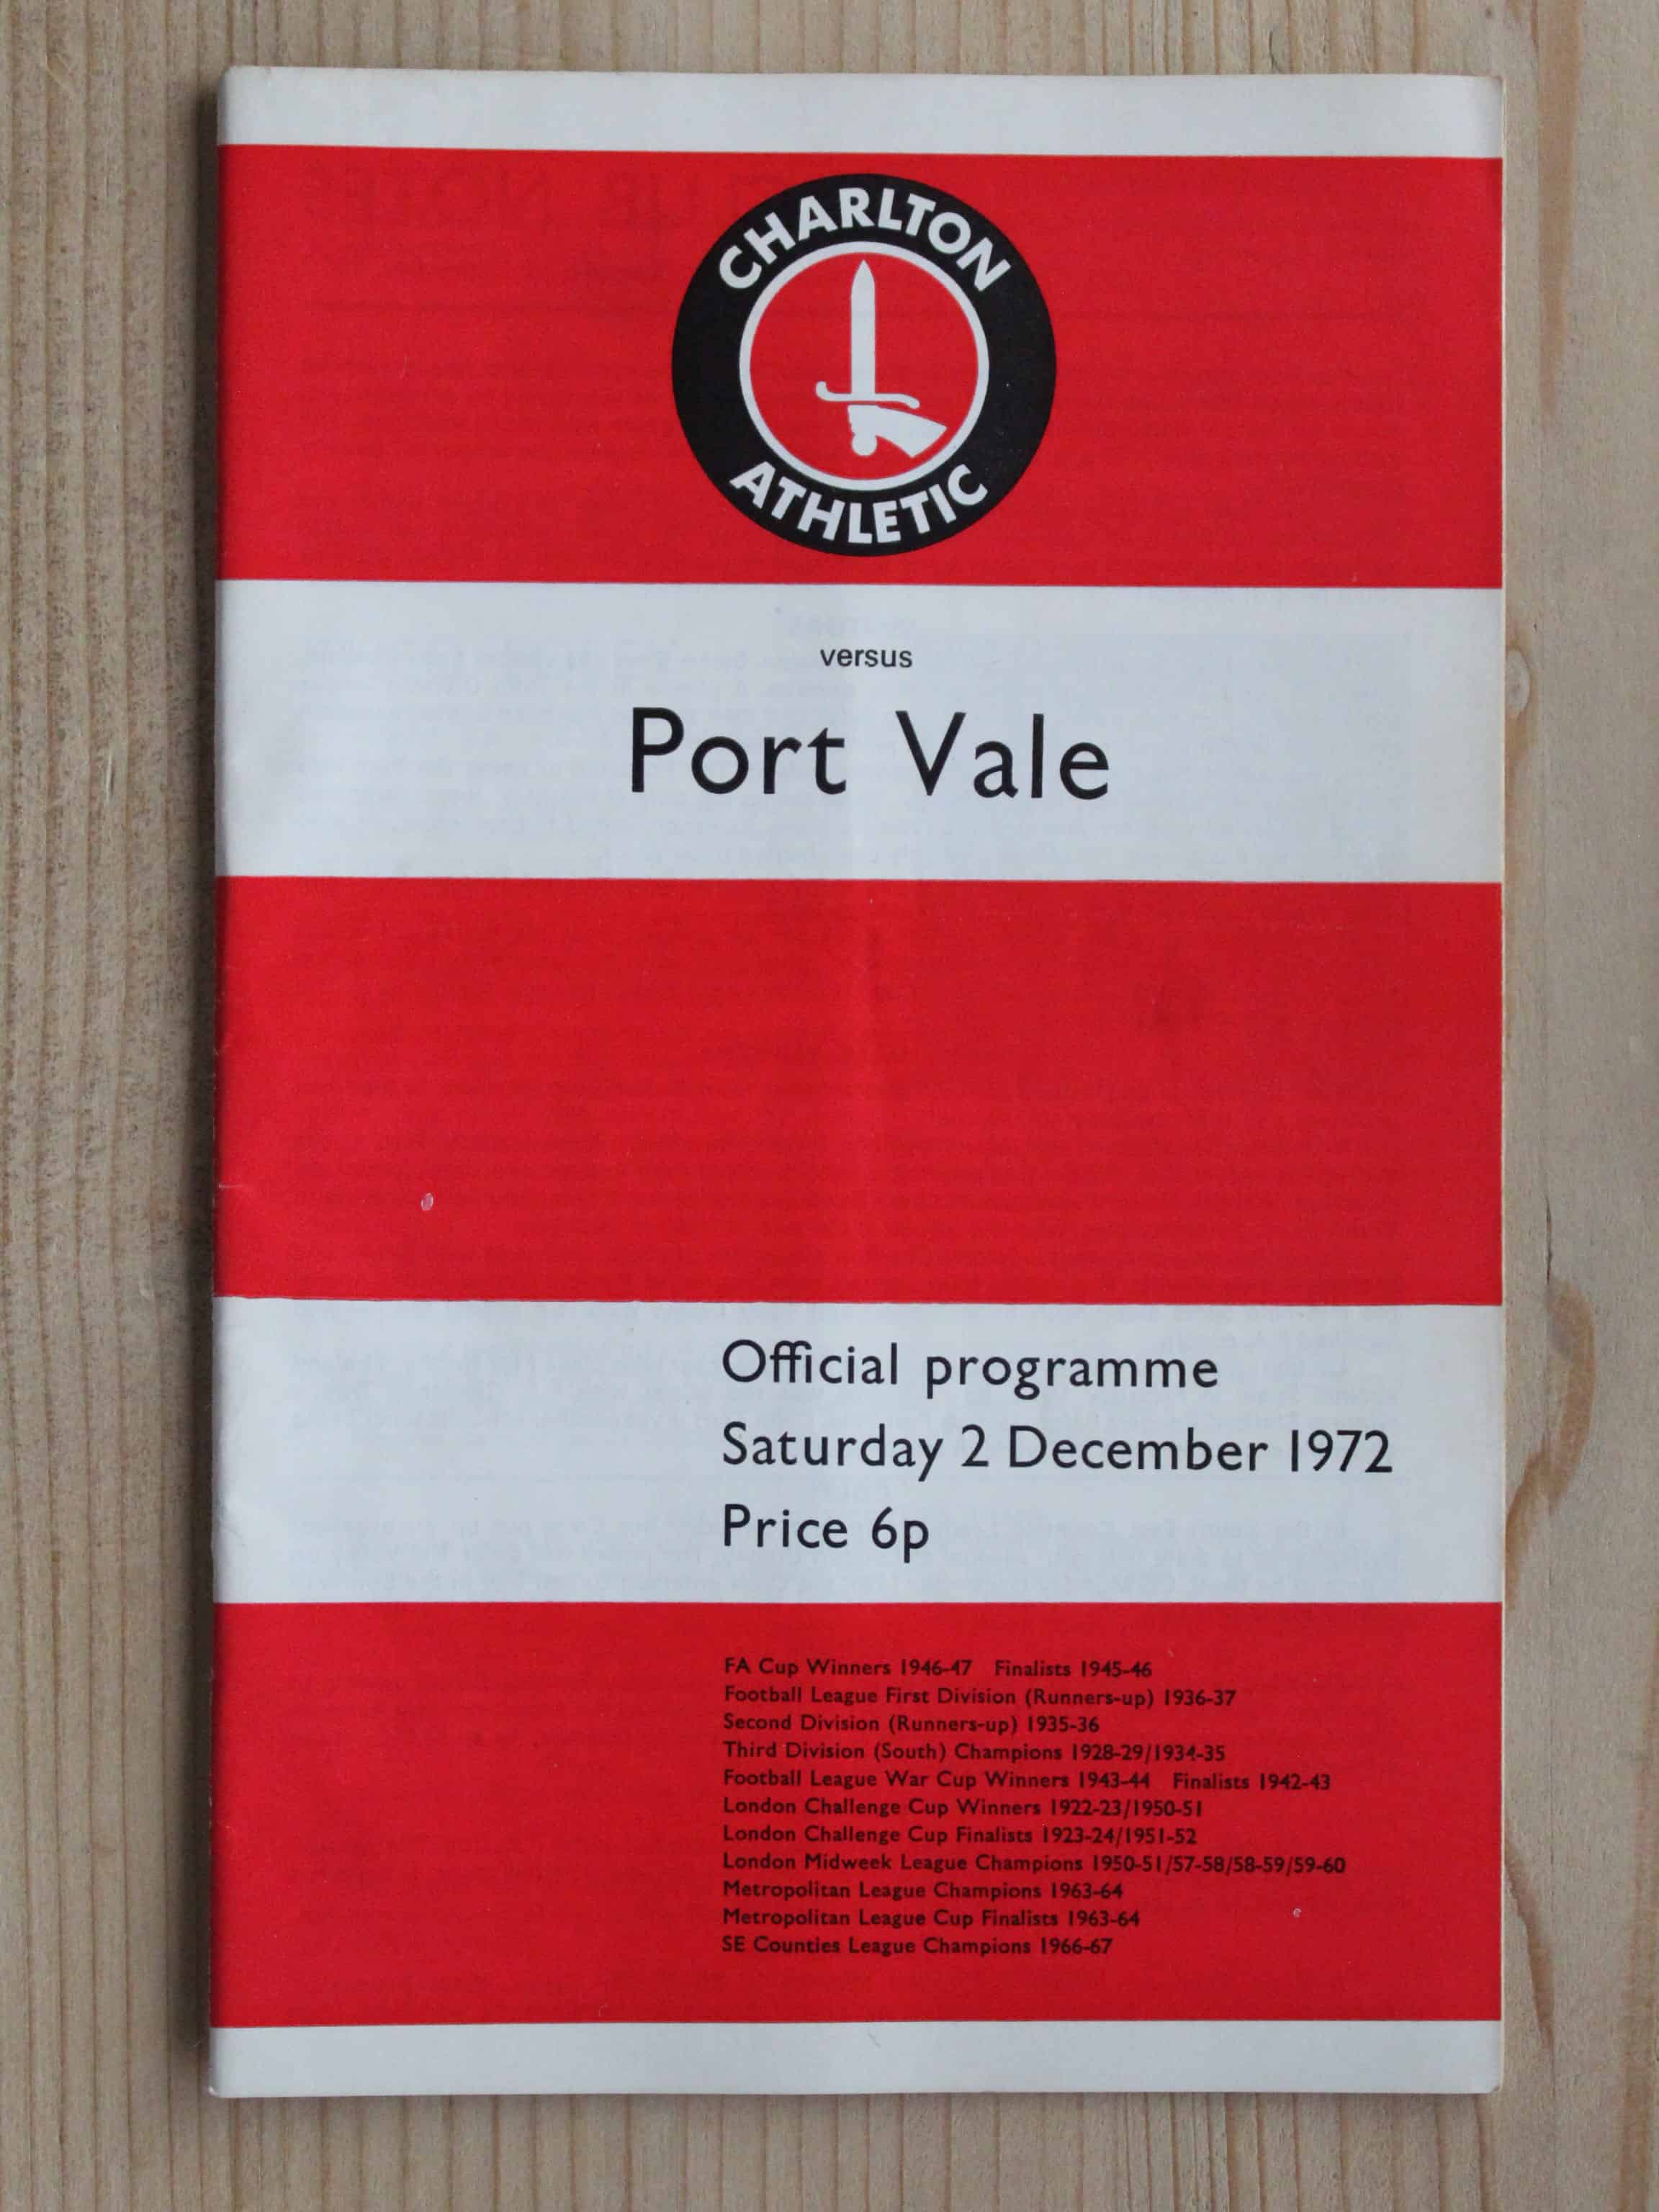 CHARLTON
ATHLETIC
versus
Port Vale
Official programme
Saturday 2 December 1972
Price 6p
FA Cup Winners 1946-47 Finalists 1945-46
Football League First Division (Runners-up) 1936-37
Second Division (Runners-up) 1935-36
Third Division (South) Champions 1928-29/1934-35
Football League War Cup Winners 1943-44 Finalists 1942-43
London Challenge Cup Winners 1922-23/1950-51
London Challenge Cup Finalists 1923-24/1951-52
London Midweek League Champions 1950-51/57-58/58-59/59-60
Metropolitan League Champions 1963-64
Metropolitan League Cup Finalists 1963-64
SE Counties League Champions 1966-67